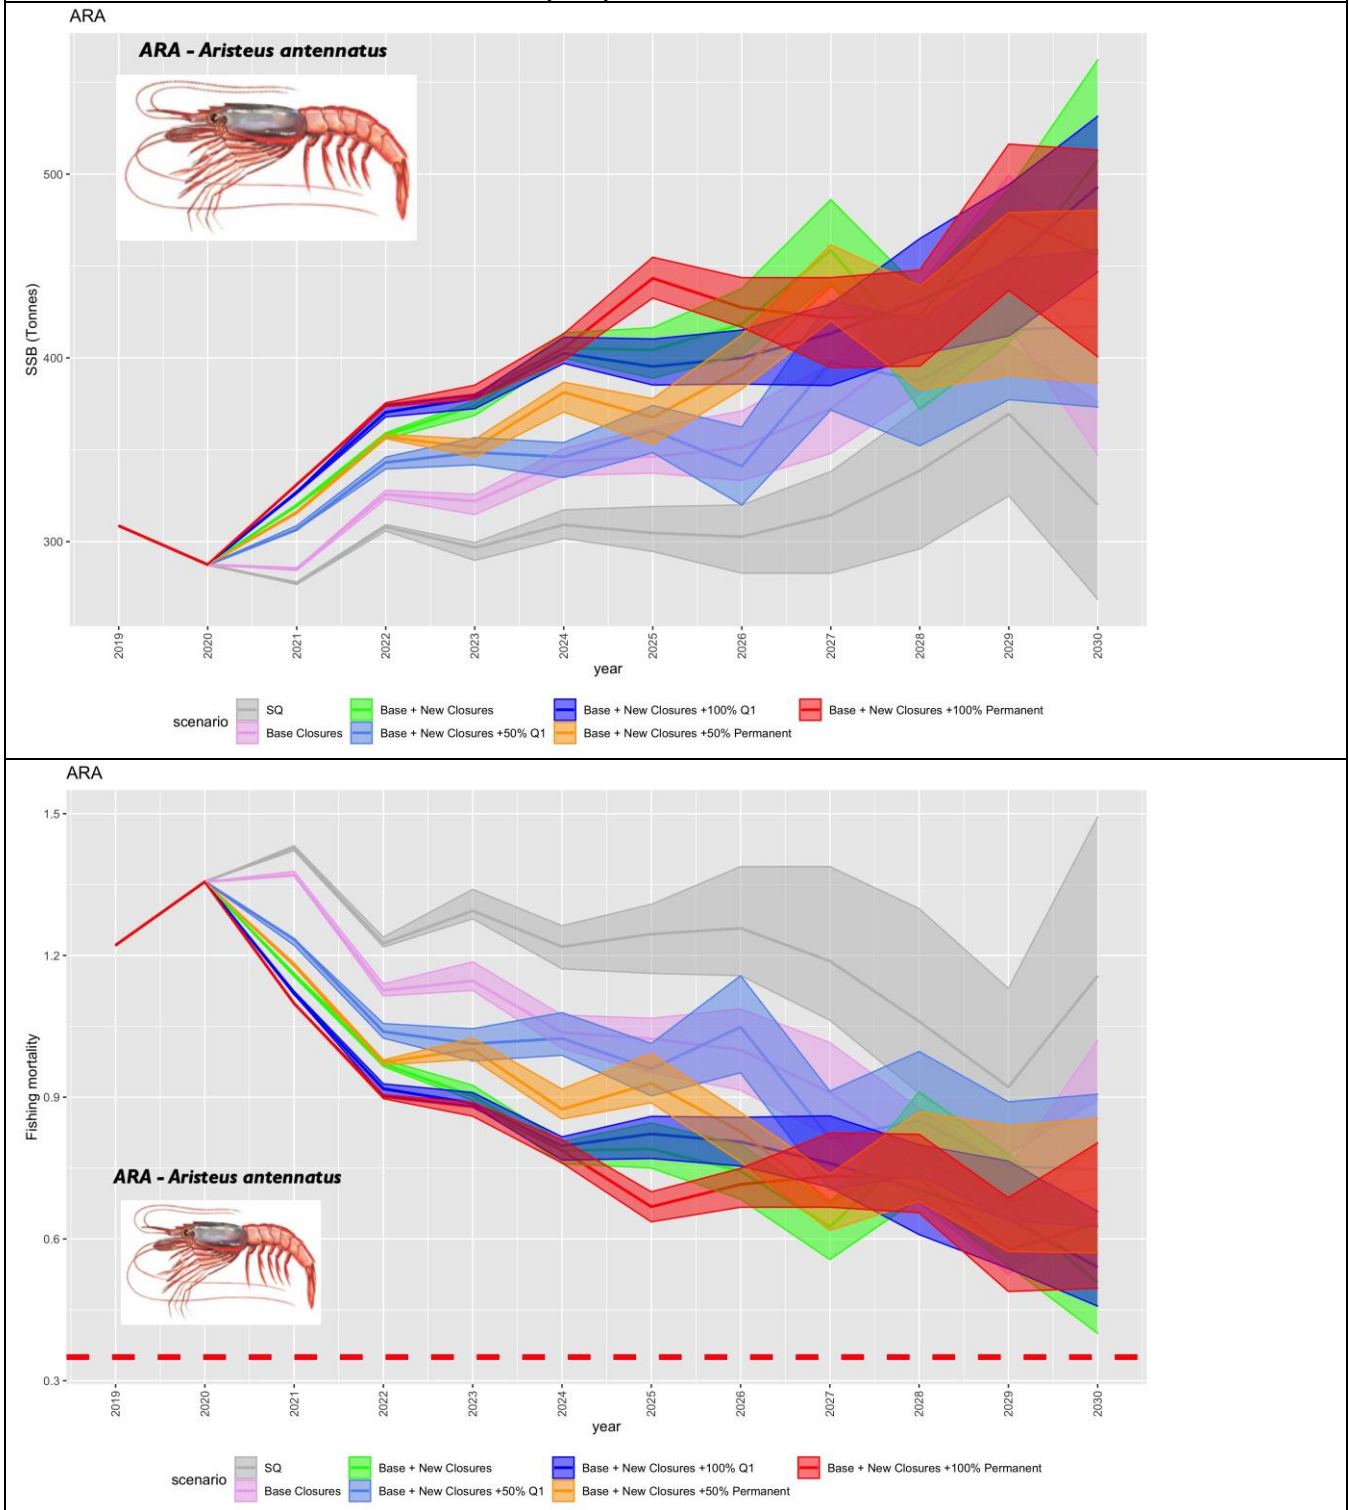 ARA
ARA - Aristeus antennatus
500
400
300
SSB (Tonnes)
2019 2020 2021 2022 2023 2024 2025 2026 2027 2028 2029 2030
year
scenario
SQ
Base + New Closures
Base + New Closures +100% Q1
Base + New Closures +100% Permanent
Base Closures
Base + New Closures +50% Q1
Base + New Closures +50% Permanent
ARA
1.5
1.2
0.9
0.6
0.3
Fishing mortality
ARA - Aristeus antennatus
2019 2020 2021 2022 2023 2024 2025 2026 2027 2028 2029 2030
year
scenario
SQ
Base + New Closures
Base + New Closures +100% Q1
Base + New Closures +100% Permanent
Base Closures
Base + New Closures +50% Q1
Base + New Closures +50% Permanent